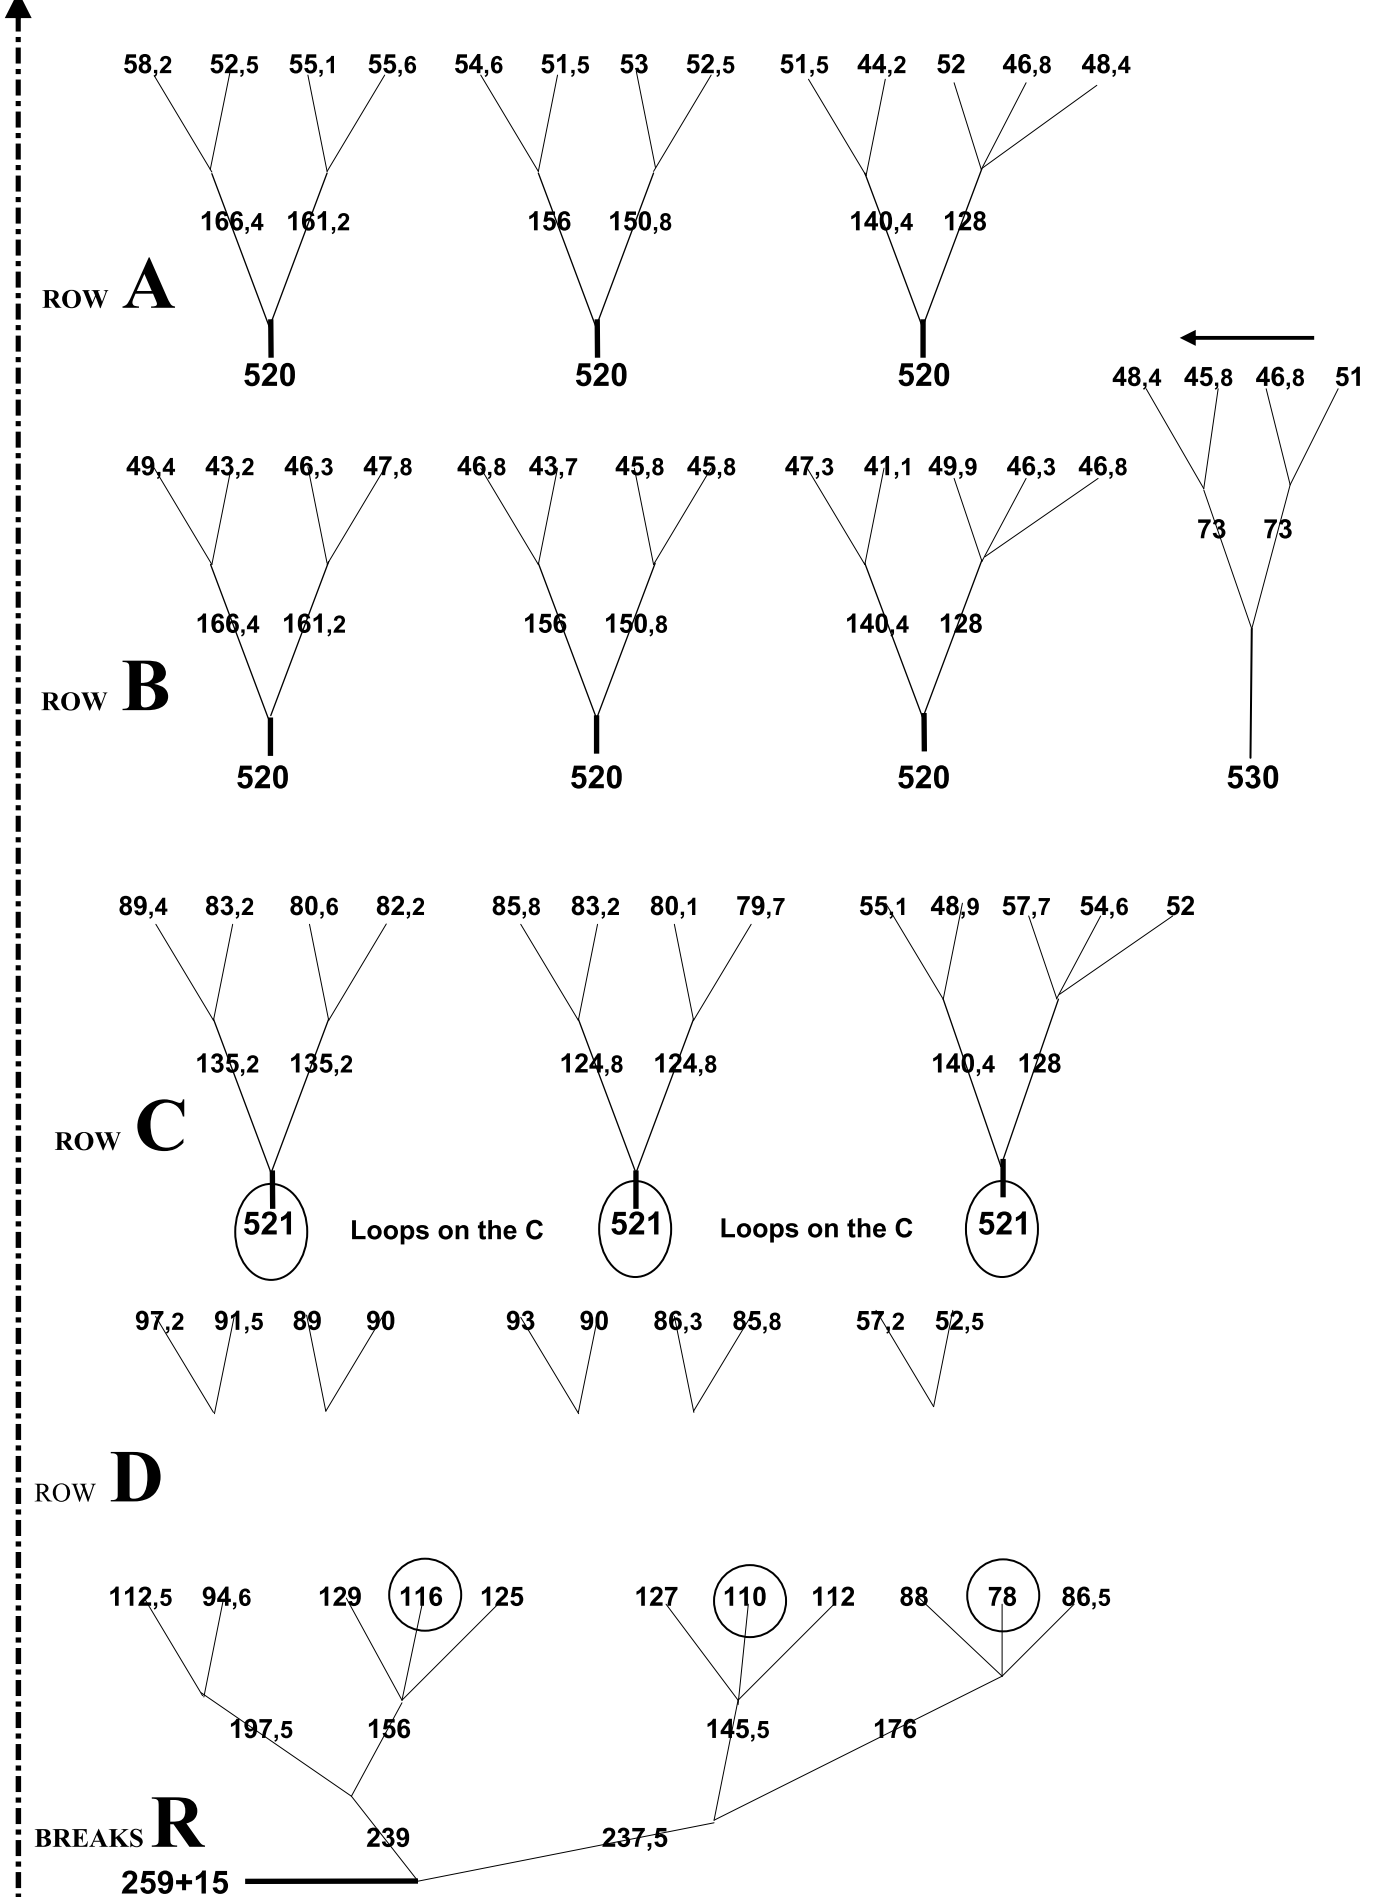 58,2 52,5 55,1 55,6 54,6 51,5 53 52,5 51,5 44,2 52 46,8 48,4
166,4 161,2 156 150,8 140,4 128
ROW A
520 520 520
48,4 45,8 46,8 51
49,4 43,2 46,3 47,8 46,8 43,7 45,8 45,8 47,3 41,1 49,9 46,3 46,8
73 73
166,4 161,2 156 150,8 140,4 128
ROW B
520 520 520 530
89,4 83,2 80,6 82,2 85,8 83,2 80,1 79,7 55,1 48,9 57,7 54,6 52
135,2 135,2 124,8 124,8 140,4 128
ROW C
521 Loops on the C 521 Loops on the C 521
97,2 91,5 89 90 93 90 86,3 85,8 57,2 52,5
ROW D
112,5 94,6 129 116 125 127 110 112 88 78 86,5
197,5 156 145,5 176
BREAKS R 239 237,5
259+15